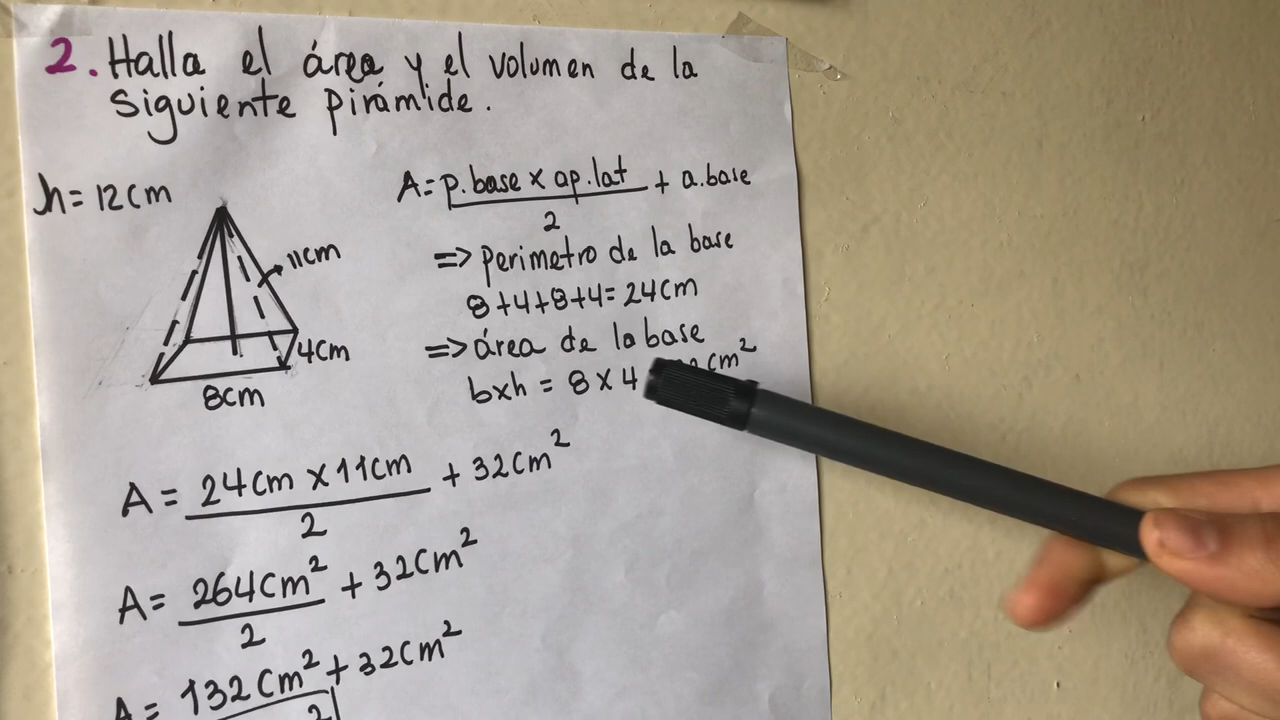 2. Halla el área y el volumen de la
siguiente pirámide.
h = 12cm
11cm
4cm
8cm
A = p.base x ap.lat + a.base
2
=> perimetro de la base
8+4+8+4 = 24cm
=> área de la base
bxh = 8 x 4 cm²
A = 24cm x 11cm + 32cm²
2
A = 264cm² + 32cm²
2
A = 132cm² + 32cm²
2